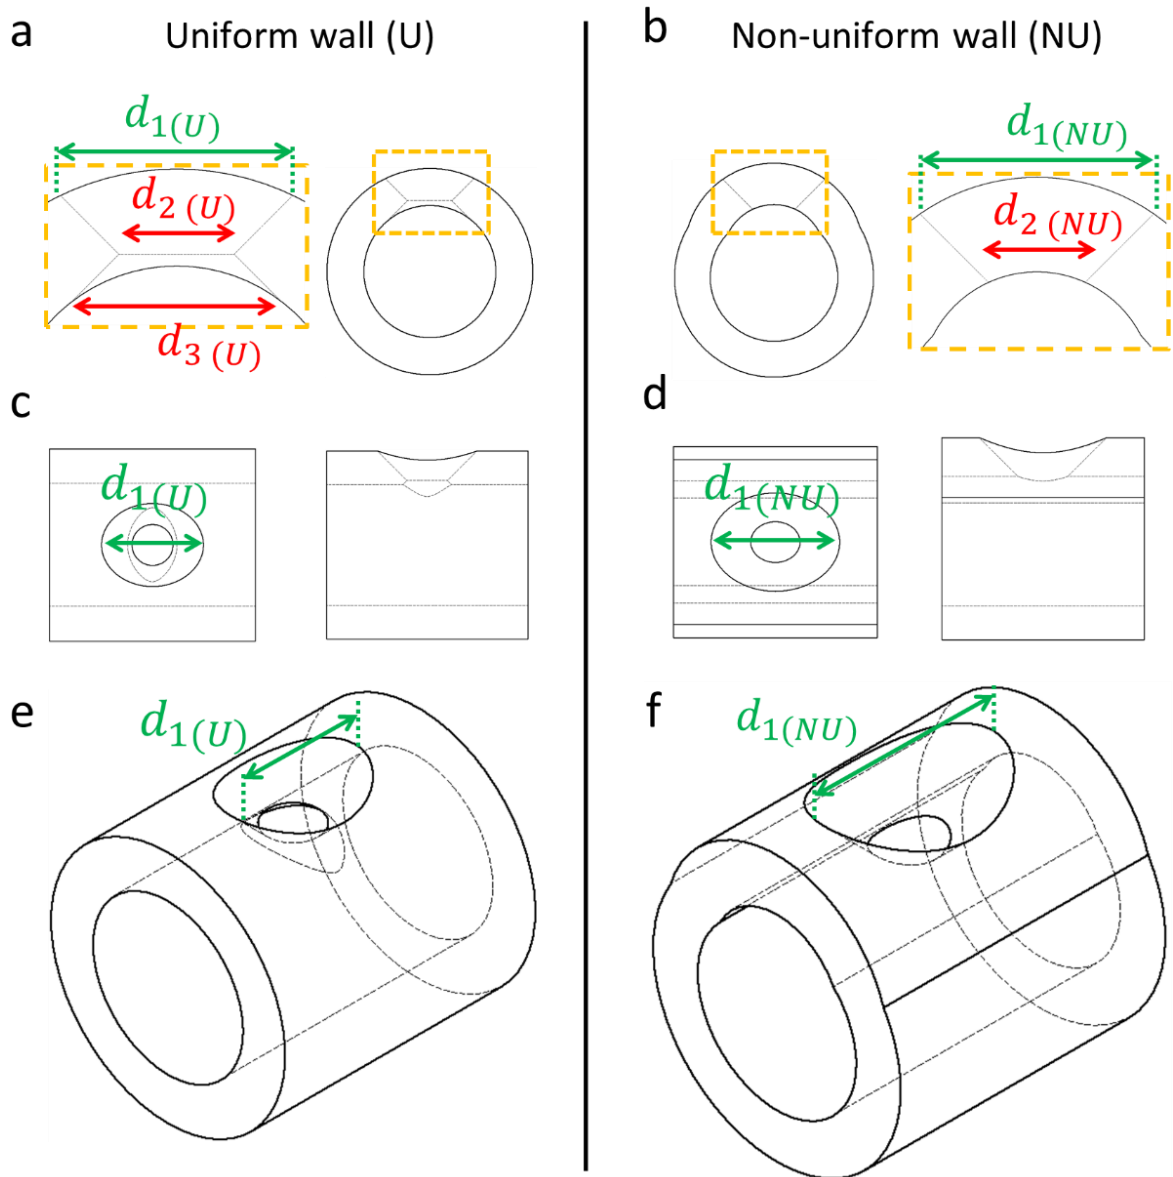 a
Uniform wall (U)
b
Non-uniform wall (NU)
d1(U)
d2 (U)
d3 (U)
d1(NU)
d2 (NU)
c
d1(U)
d
d1(NU)
e
d1(U)
f
d1(NU)